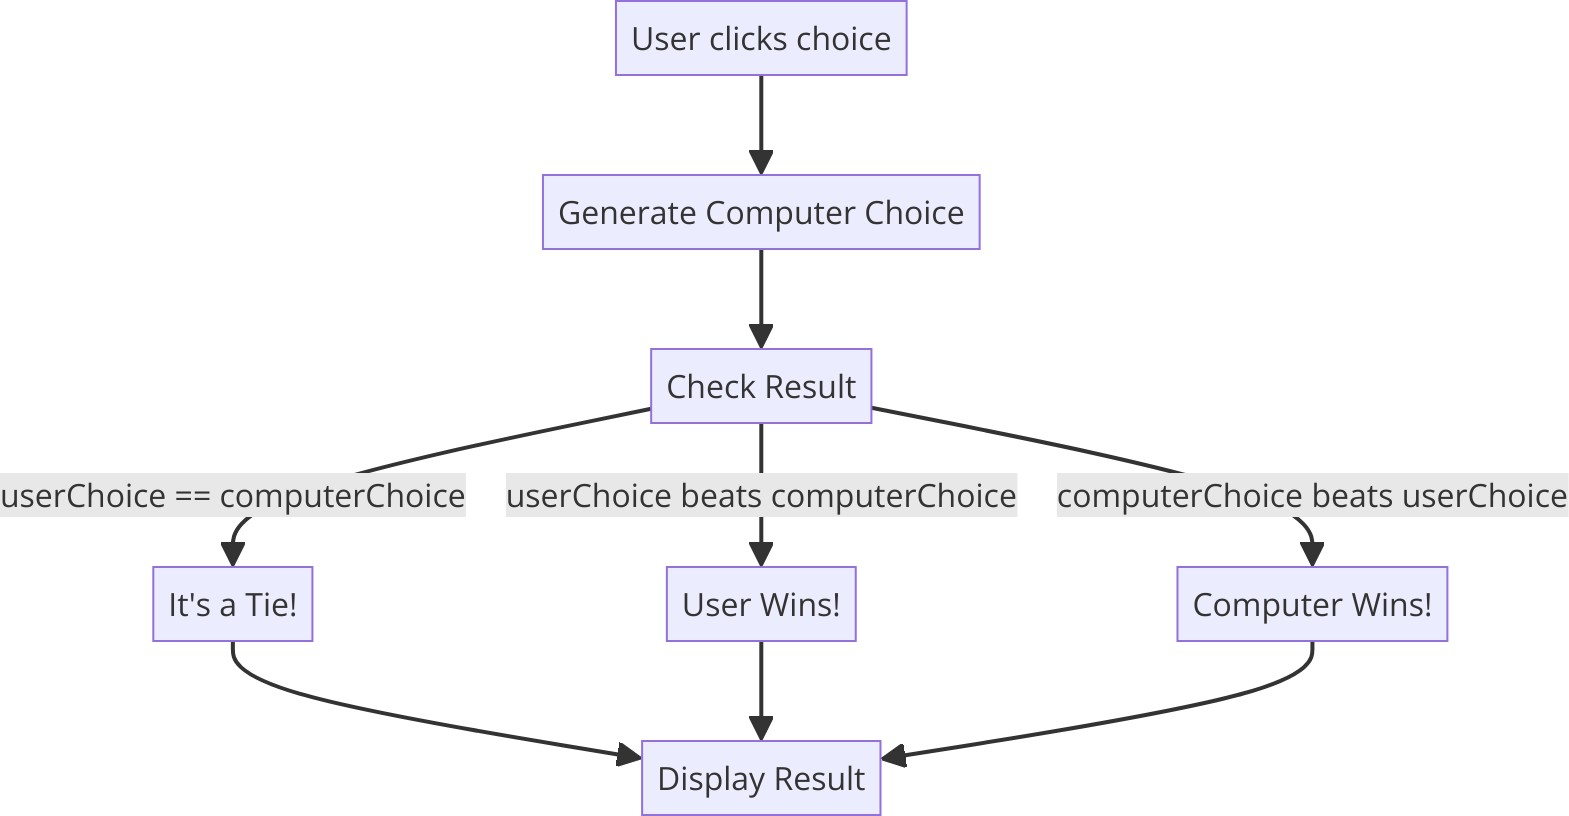 User clicks choice
Generate Computer Choice
Check Result
userChoice == computerChoice
userChoice beats computerChoice
computerChoice beats userChoice
It's a Tie!
User Wins!
Computer Wins!
Display Result